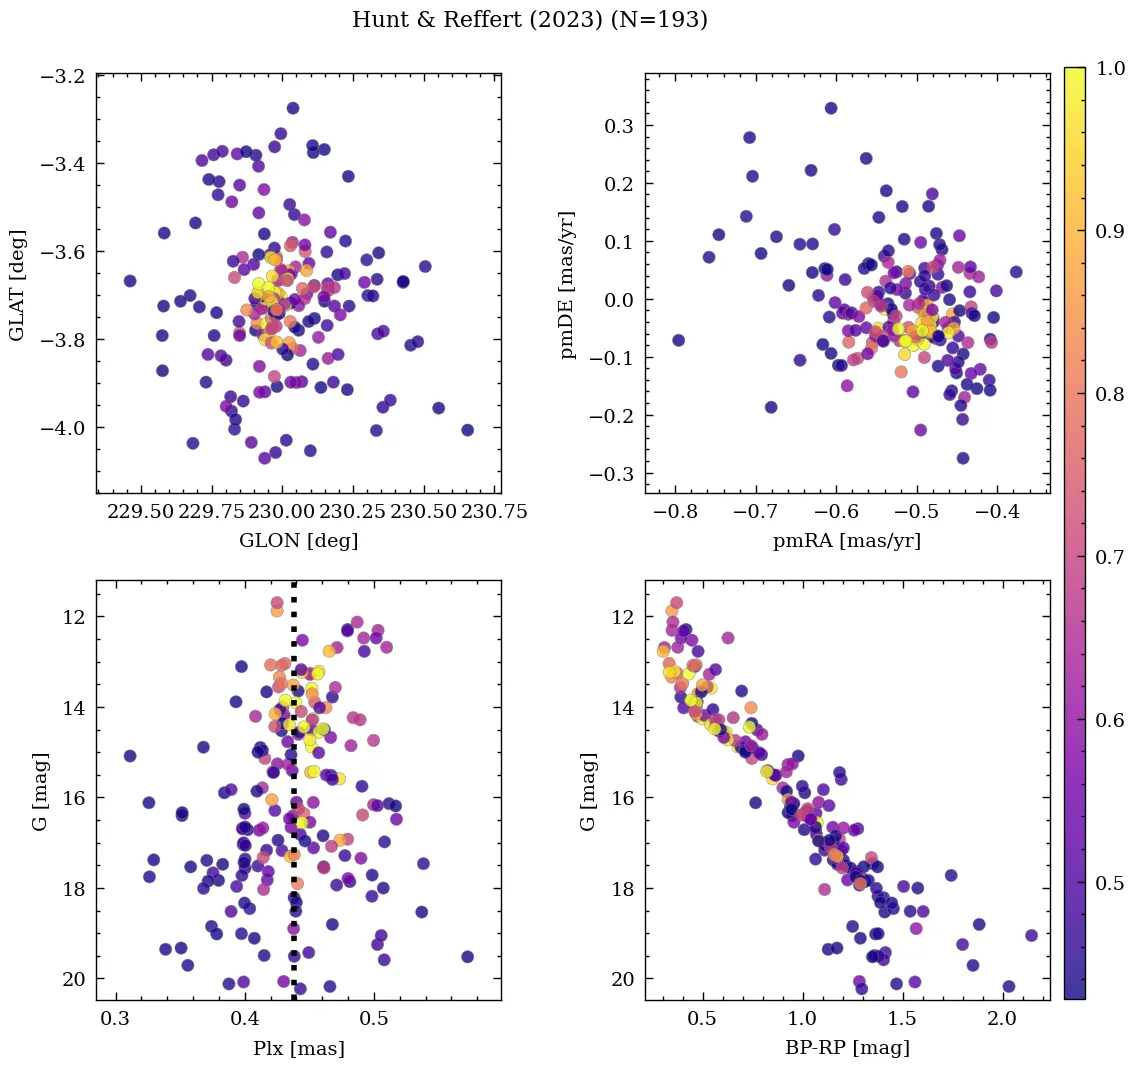 Hunt & Reffert (2023) (N=193)
−3.2
−3.4
−3.6
−3.8
−4.0
GLAT [deg]
229.50 229.75 230.00 230.25 230.50 230.75
GLON [deg]
0.3
0.2
0.1
0.0
−0.1
−0.2
−0.3
pmDE [mas/yr]
−0.8 −0.7 −0.6 −0.5 −0.4
pmRA [mas/yr]
1.0
0.9
0.8
0.7
0.6
0.5
12
14
16
18
20
G [mag]
0.3 0.4 0.5
Plx [mas]
12
14
16
18
20
G [mag]
0.5 1.0 1.5 2.0
BP-RP [mag]